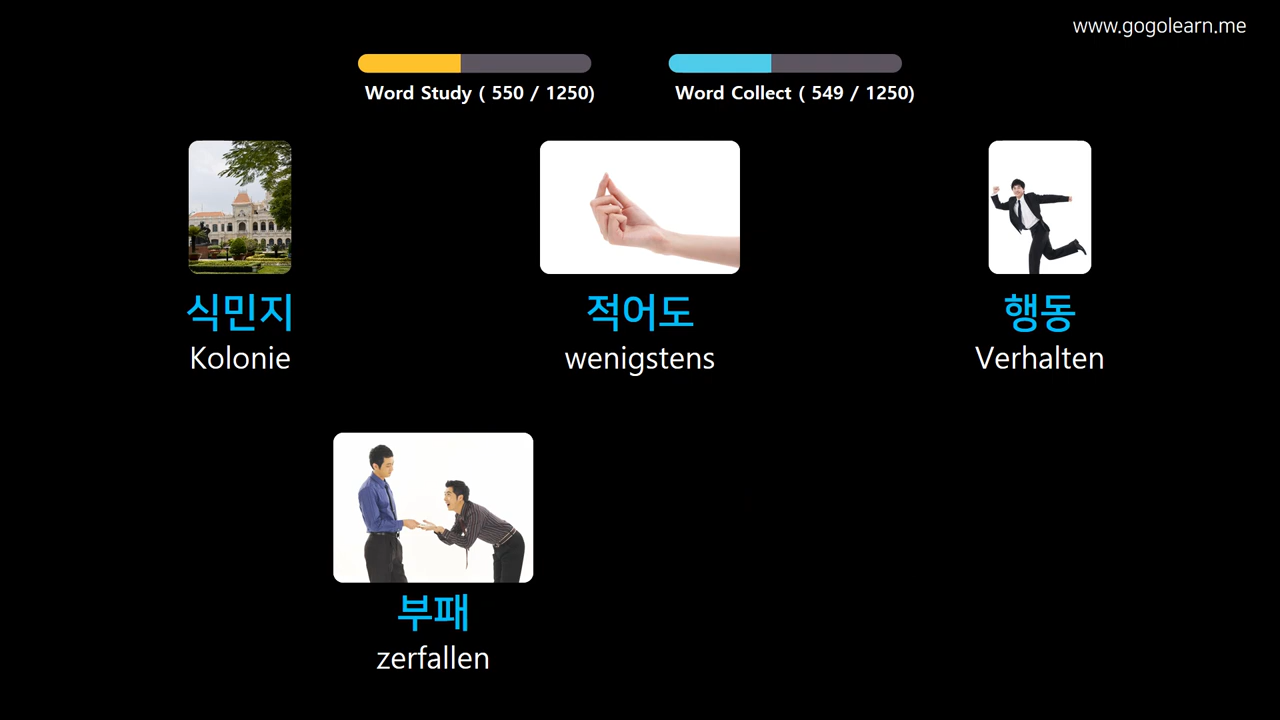 www.gogolearn.me
Word Study ( 550 / 1250)
Word Collect ( 549 / 1250)
식민지
Kolonie
적어도
wenigstens
행동
Verhalten
부패
zerfallen